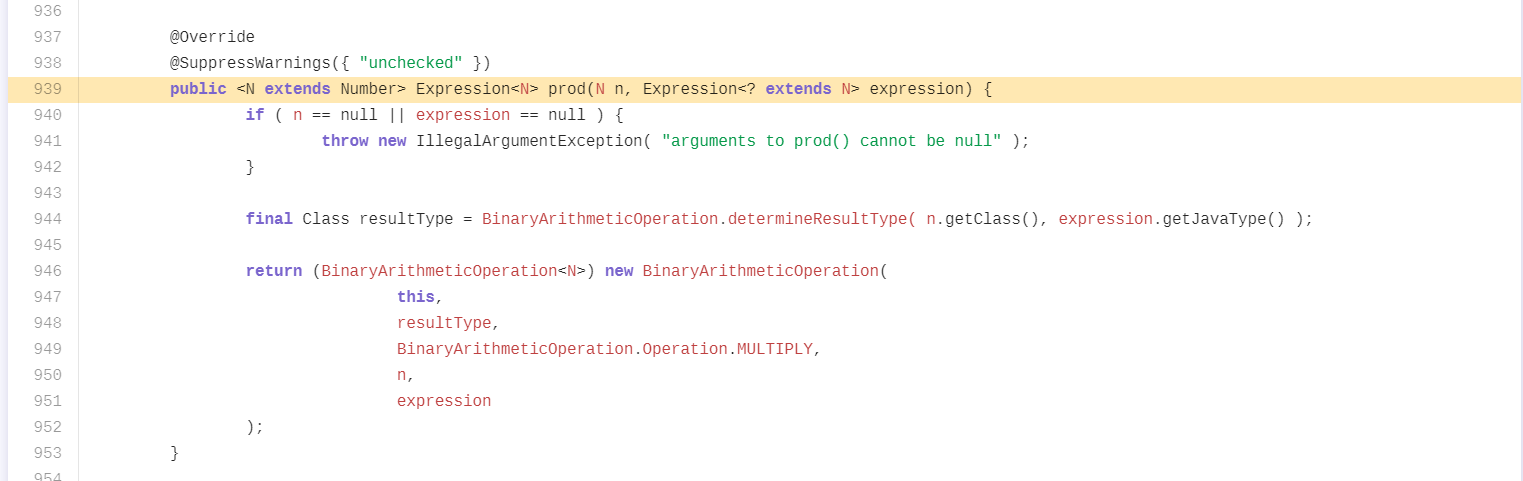 936
937 @Override
938 @SuppressWarnings({ "unchecked" })
939 public <N extends Number> Expression<N> prod(N n, Expression<? extends N> expression) {
940 if ( n == null || expression == null ) {
941 throw new IllegalArgumentException( "arguments to prod() cannot be null" );
942 }
943
944 final Class resultType = BinaryArithmeticOperation.determineResultType( n.getClass(), expression.getJavaType() );
945
946 return (BinaryArithmeticOperation<N>) new BinaryArithmeticOperation(
947 this,
948 resultType,
949 BinaryArithmeticOperation.Operation.MULTIPLY,
950 n,
951 expression
952 );
953 }
954